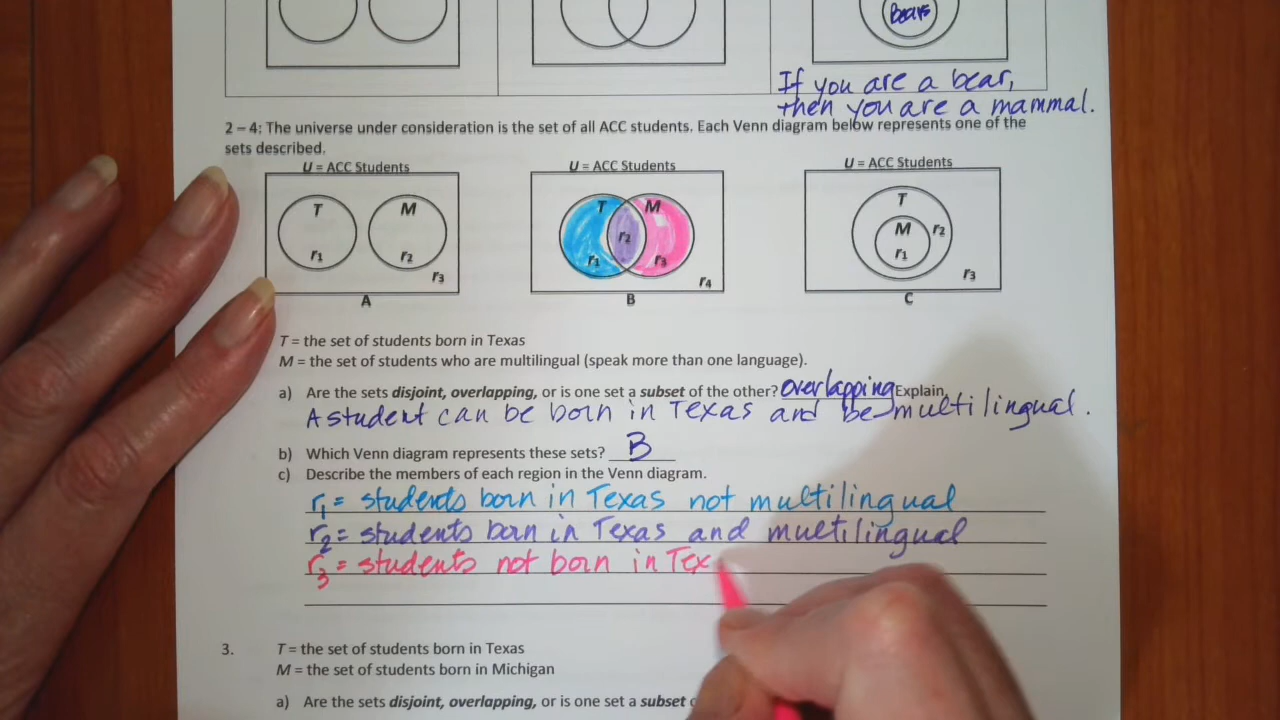 Bears
If you are a bear,
then you are a mammal.
2 – 4: The universe under consideration is the set of all ACC students. Each Venn diagram below represents one of the
sets described.
U = ACC Students U = ACC Students U = ACC Students
T M T M T
M r2
r1 r2 r1 r2 r3 r1
r3 r4 r3
A B C
T = the set of students born in Texas
M = the set of students who are multilingual (speak more than one language).
a) Are the sets disjoint, overlapping, or is one set a subset of the other? overlapping Explain.
A student can be born in Texas and be multilingual.
b) Which Venn diagram represents these sets? B
c) Describe the members of each region in the Venn diagram.
r1 = students born in Texas not multilingual
r2 = students born in Texas and multilingual
r3 = students not born in Tex
3. T = the set of students born in Texas
M = the set of students born in Michigan
a) Are the sets disjoint, overlapping, or is one set a subset